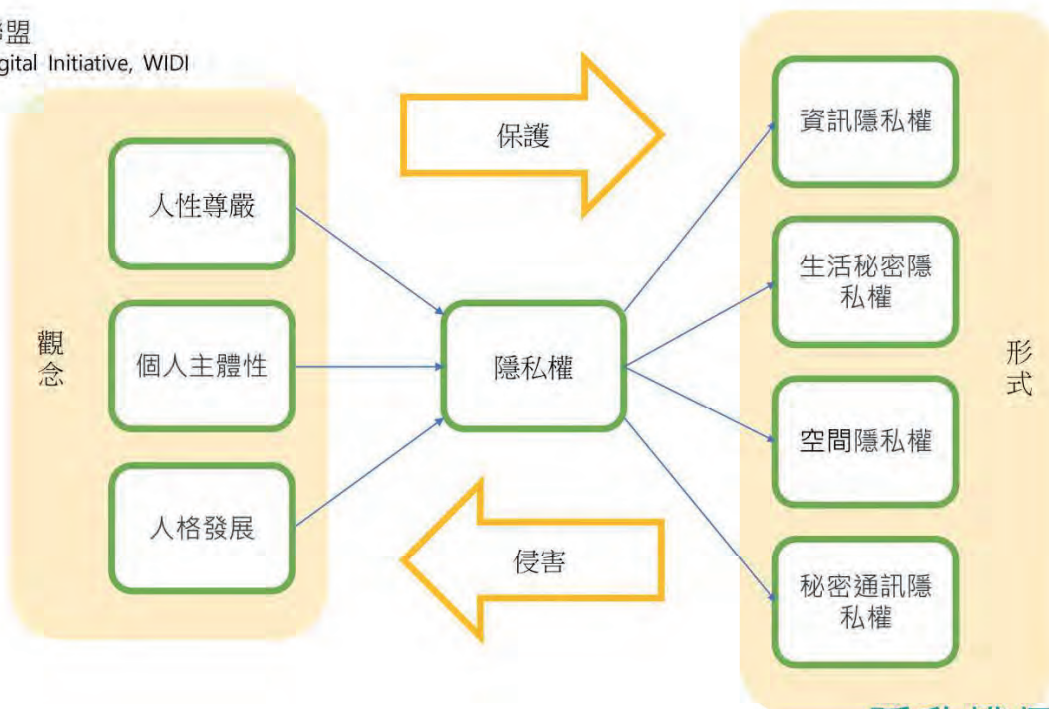 盟
gital Initiative, WIDI
觀念
人性尊嚴
個人主體性
人格發展
保護
隱私權
侵害
資訊隱私權
生活秘密隱
私權
空間隱私權
秘密通訊隱
私權
形式